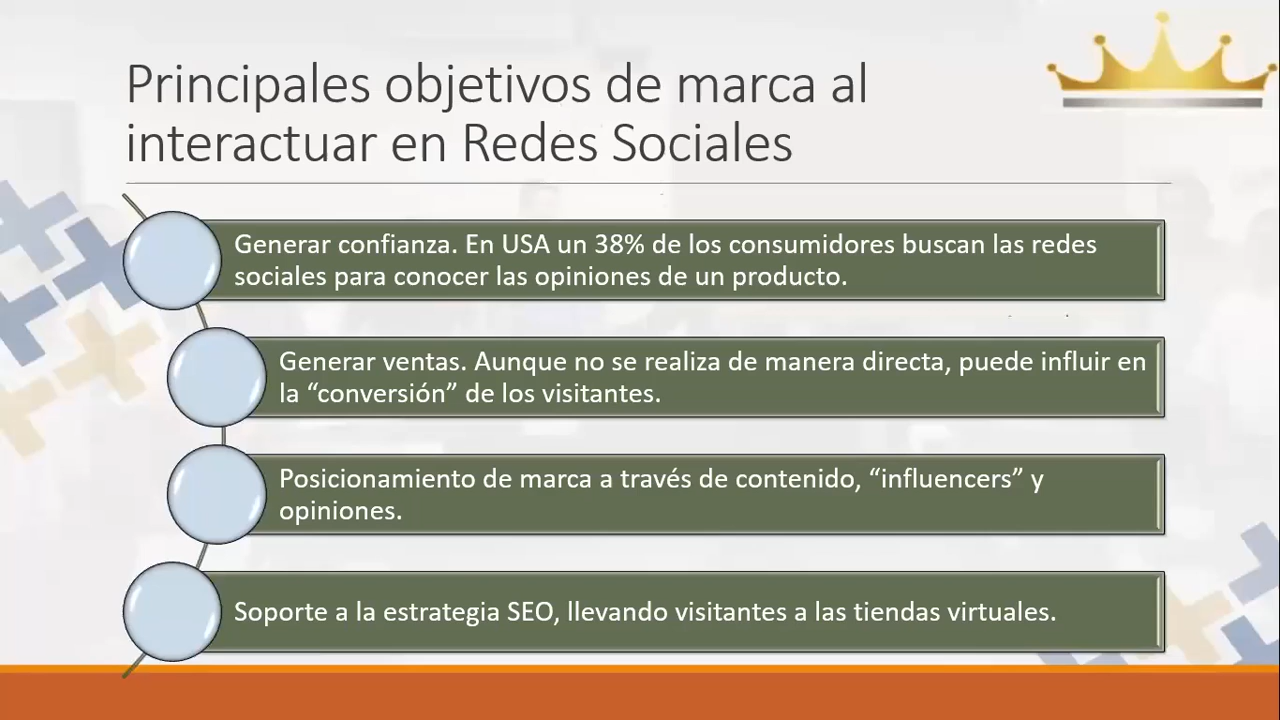 Principales objetivos de marca al
interactuar en Redes Sociales
Generar confianza. En USA un 38% de los consumidores buscan las redes
sociales para conocer las opiniones de un producto.
Generar ventas. Aunque no se realiza de manera directa, puede influir en
la “conversión” de los visitantes.
Posicionamiento de marca a través de contenido, “influencers” y
opiniones.
Soporte a la estrategia SEO, llevando visitantes a las tiendas virtuales.